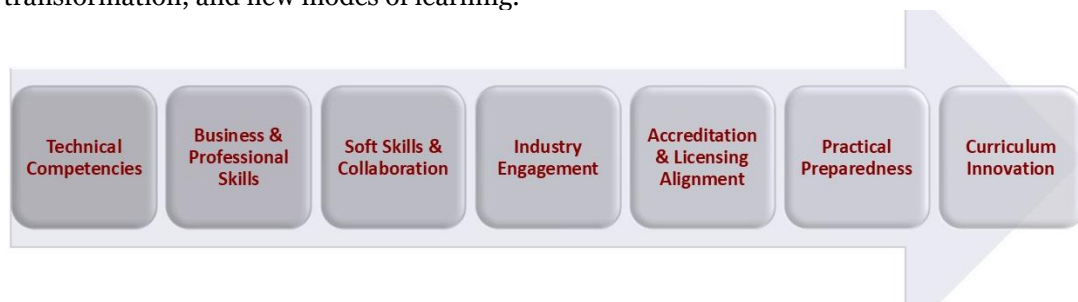 transformation, and new modes of learning.
Technical
Competencies
Business &
Professional
Skills
Soft Skills &
Collaboration
Industry
Engagement
Accreditation
& Licensing
Alignment
Practical
Preparedness
Curriculum
Innovation